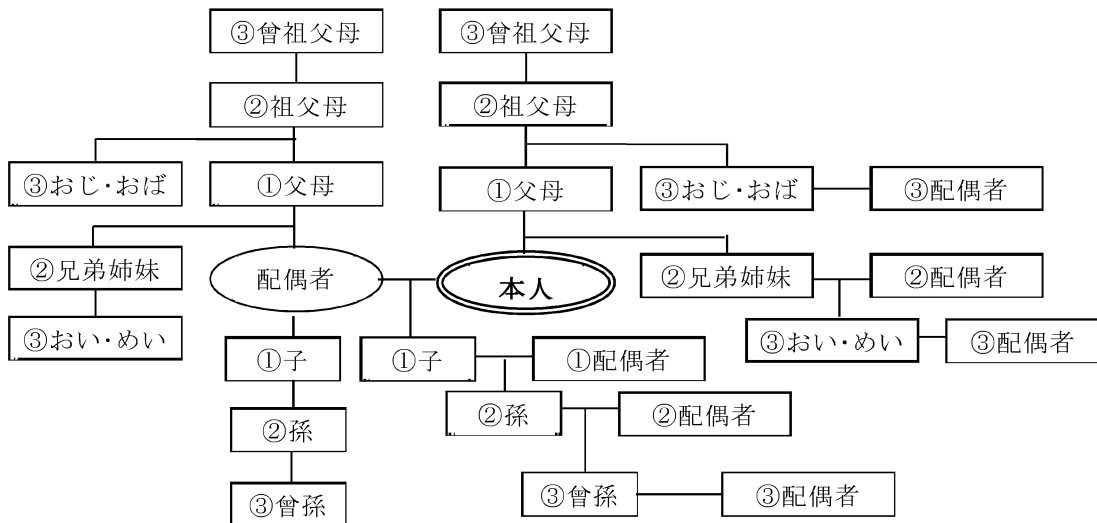 ③曾祖父母
③曾祖父母
②祖父母
②祖父母
③おじ・おば
①父母
①父母
③おじ・おば
③配偶者
②兄弟姉妹
配偶者
本人
②兄弟姉妹
②配偶者
③おい・めい
①子
①子
①配偶者
③おい・めい
③配偶者
②孫
②孫
②配偶者
③曾孫
③曾孫
③配偶者